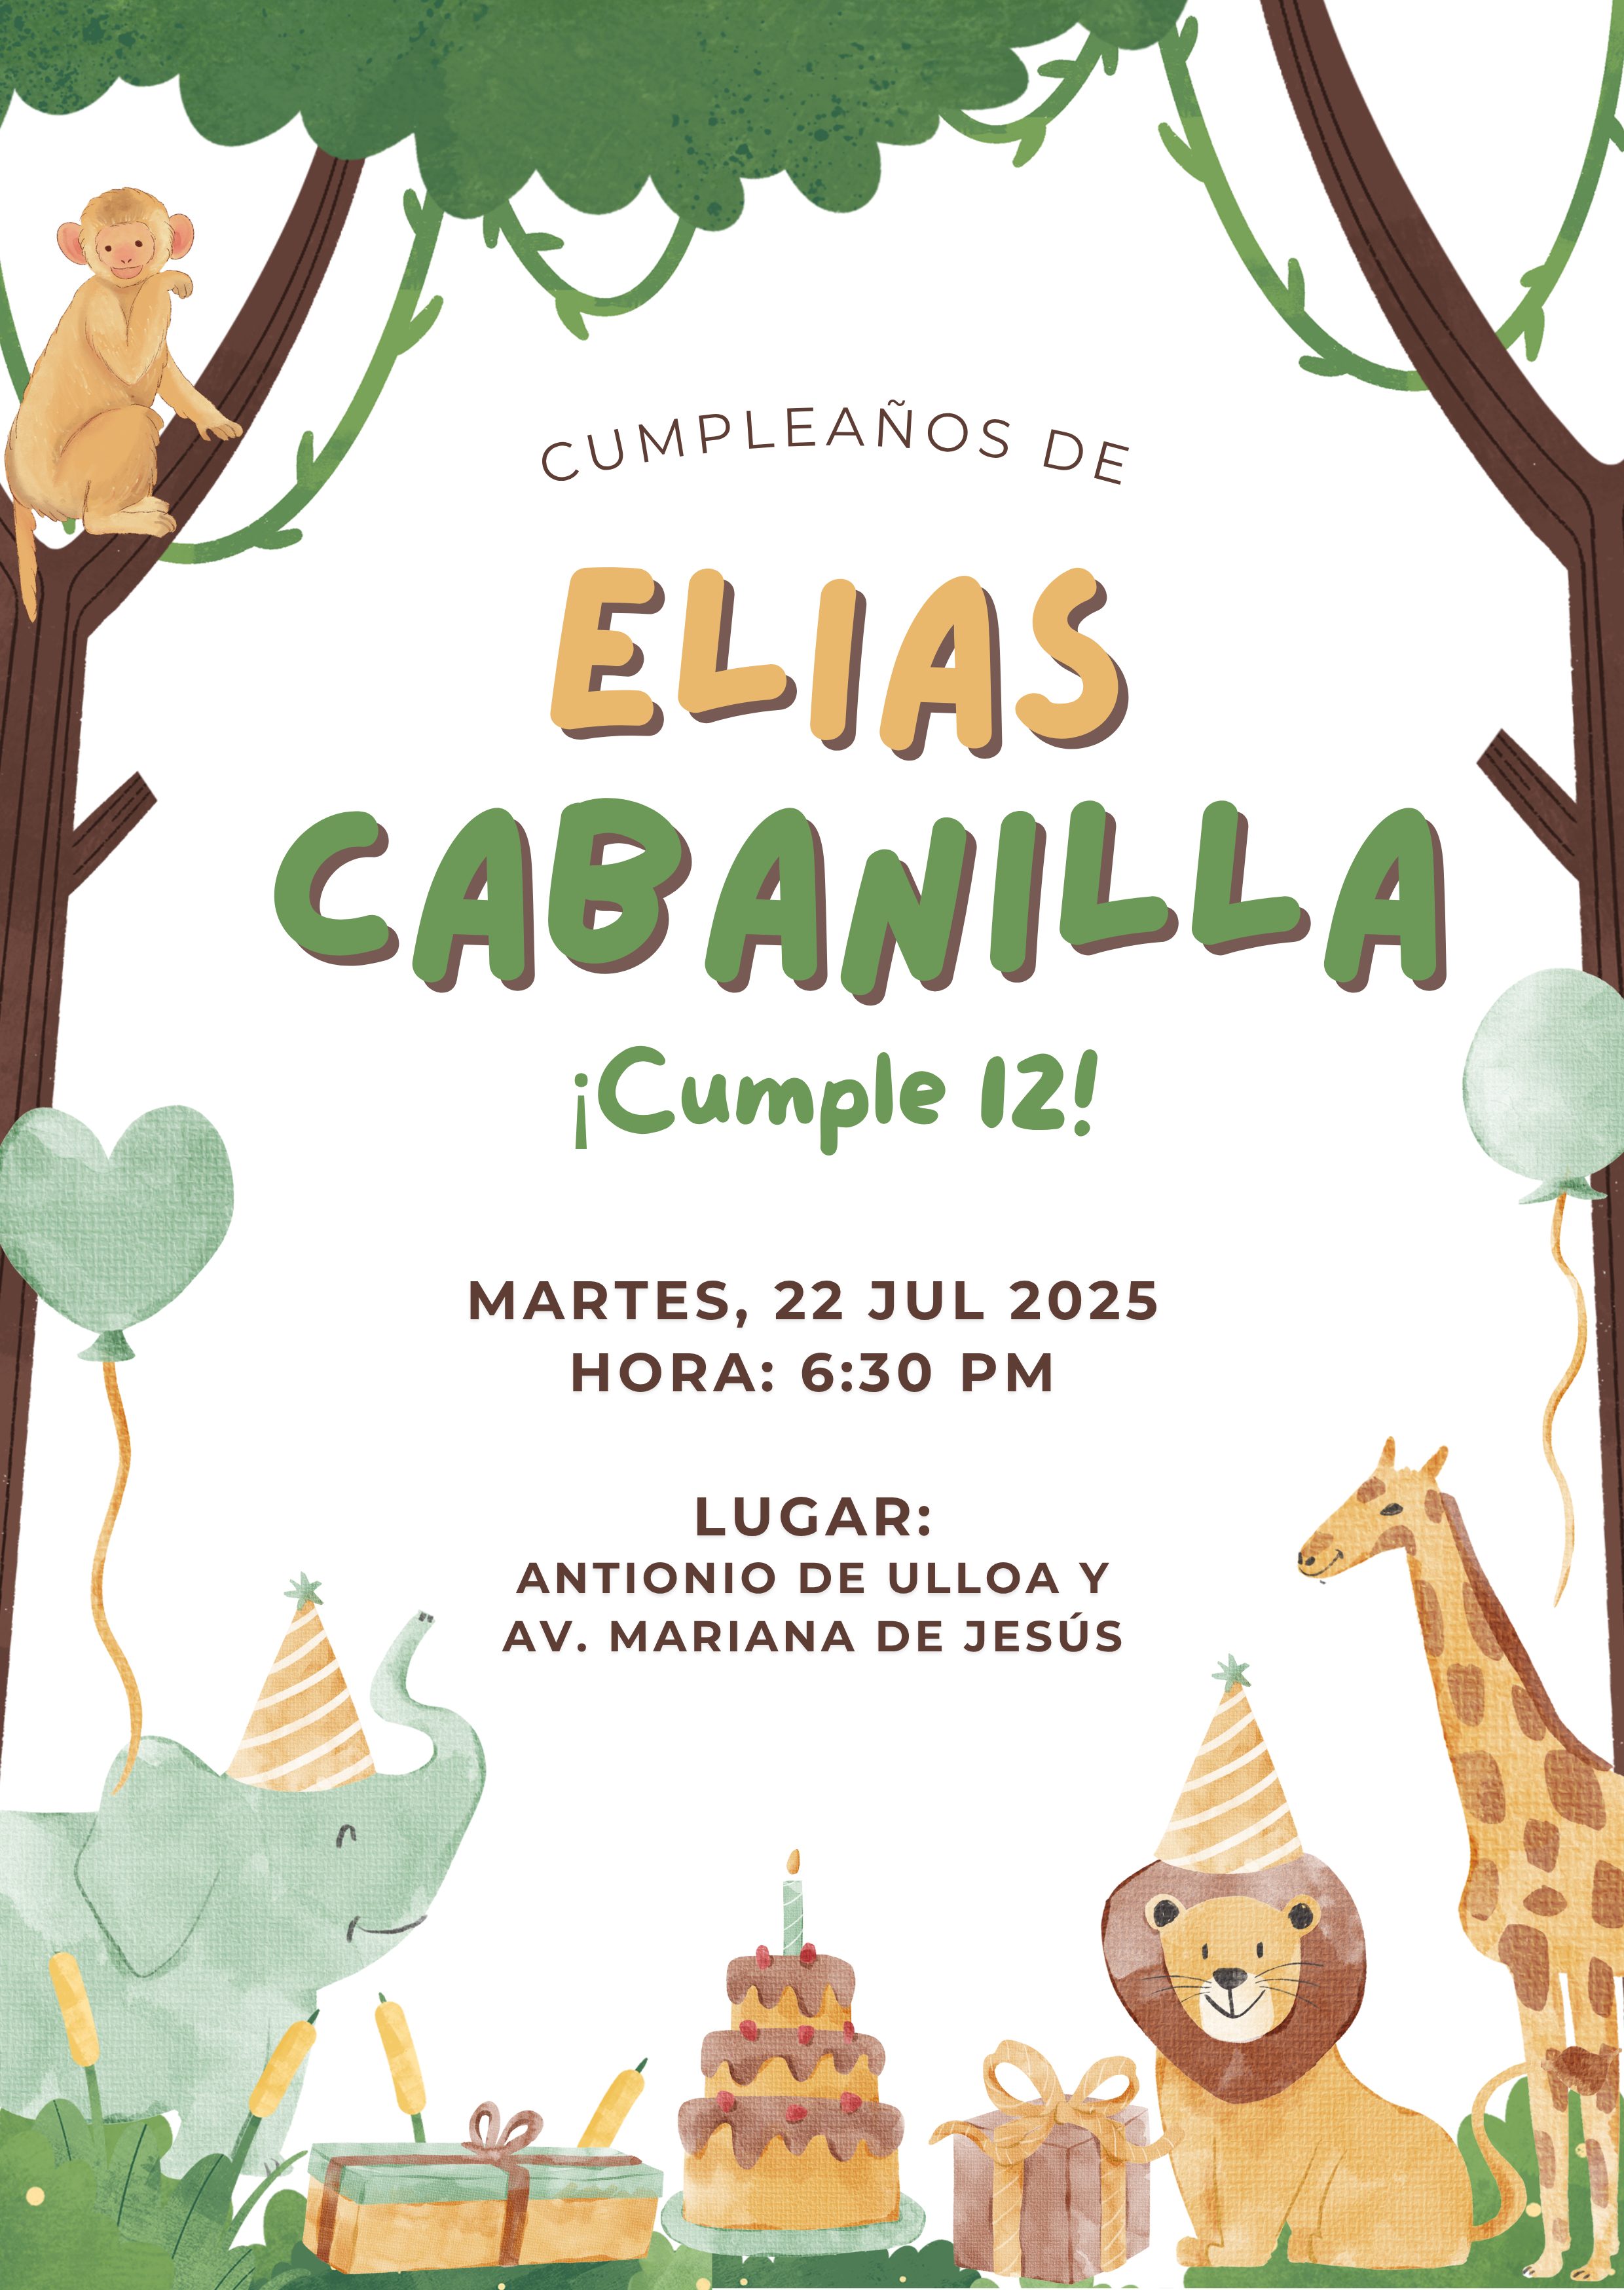 CUMPLEAÑOS DE
ELIAS
CABANILLA
¡Cumple 12!
MARTES, 22 JUL 2025
HORA: 6:30 PM
LUGAR:
ANTIONIO DE ULLOA Y
AV. MARIANA DE JESÚS